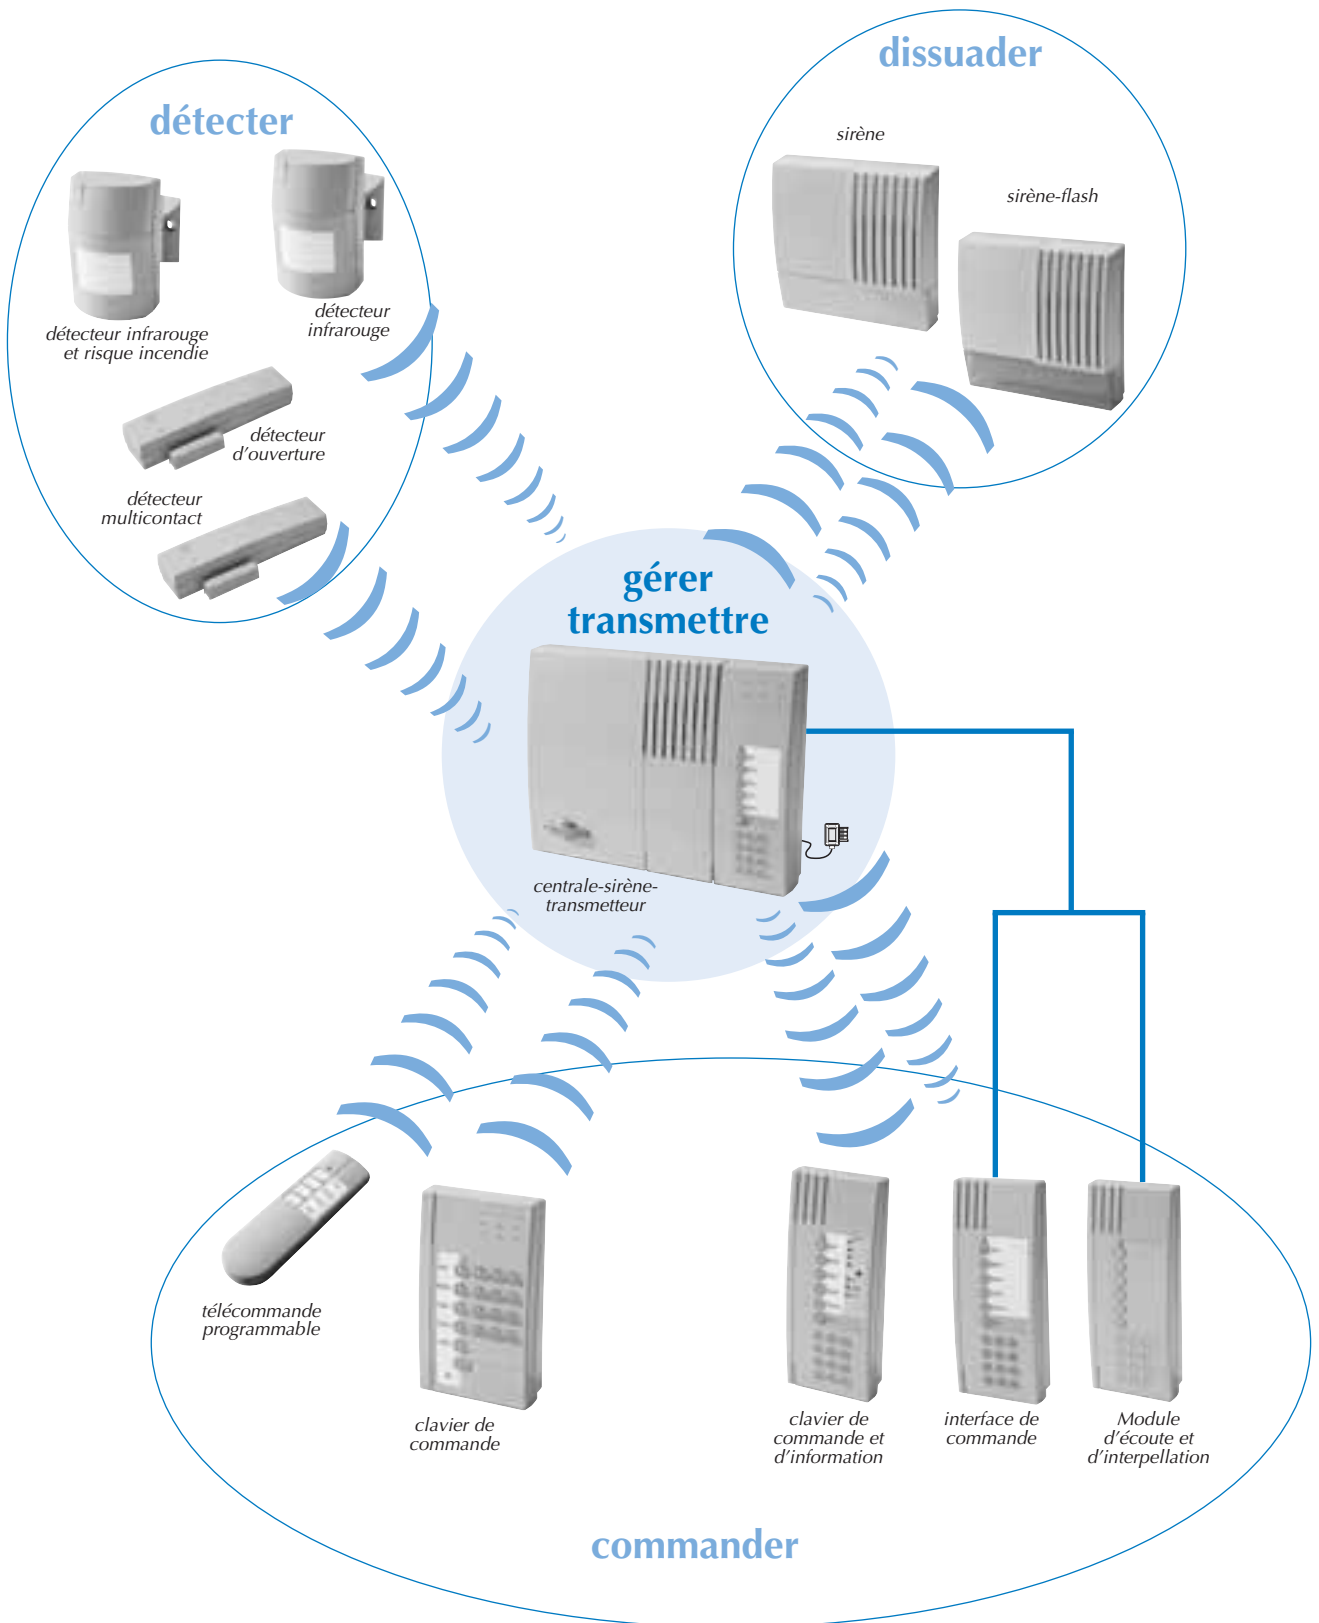 dissuader
détecter
sirène
sirène-flash
détecteur
infrarouge
détecteur infrarouge
et risque incendie
détecteur
d'ouverture
détecteur
multicontact
gérer
transmettre
centrale-sirène-
transmetteur
télécommande
programmable
clavier de
commande
clavier de
commande et
d'information
interface de
commande
Module
d'écoute et
d'interpellation
commander